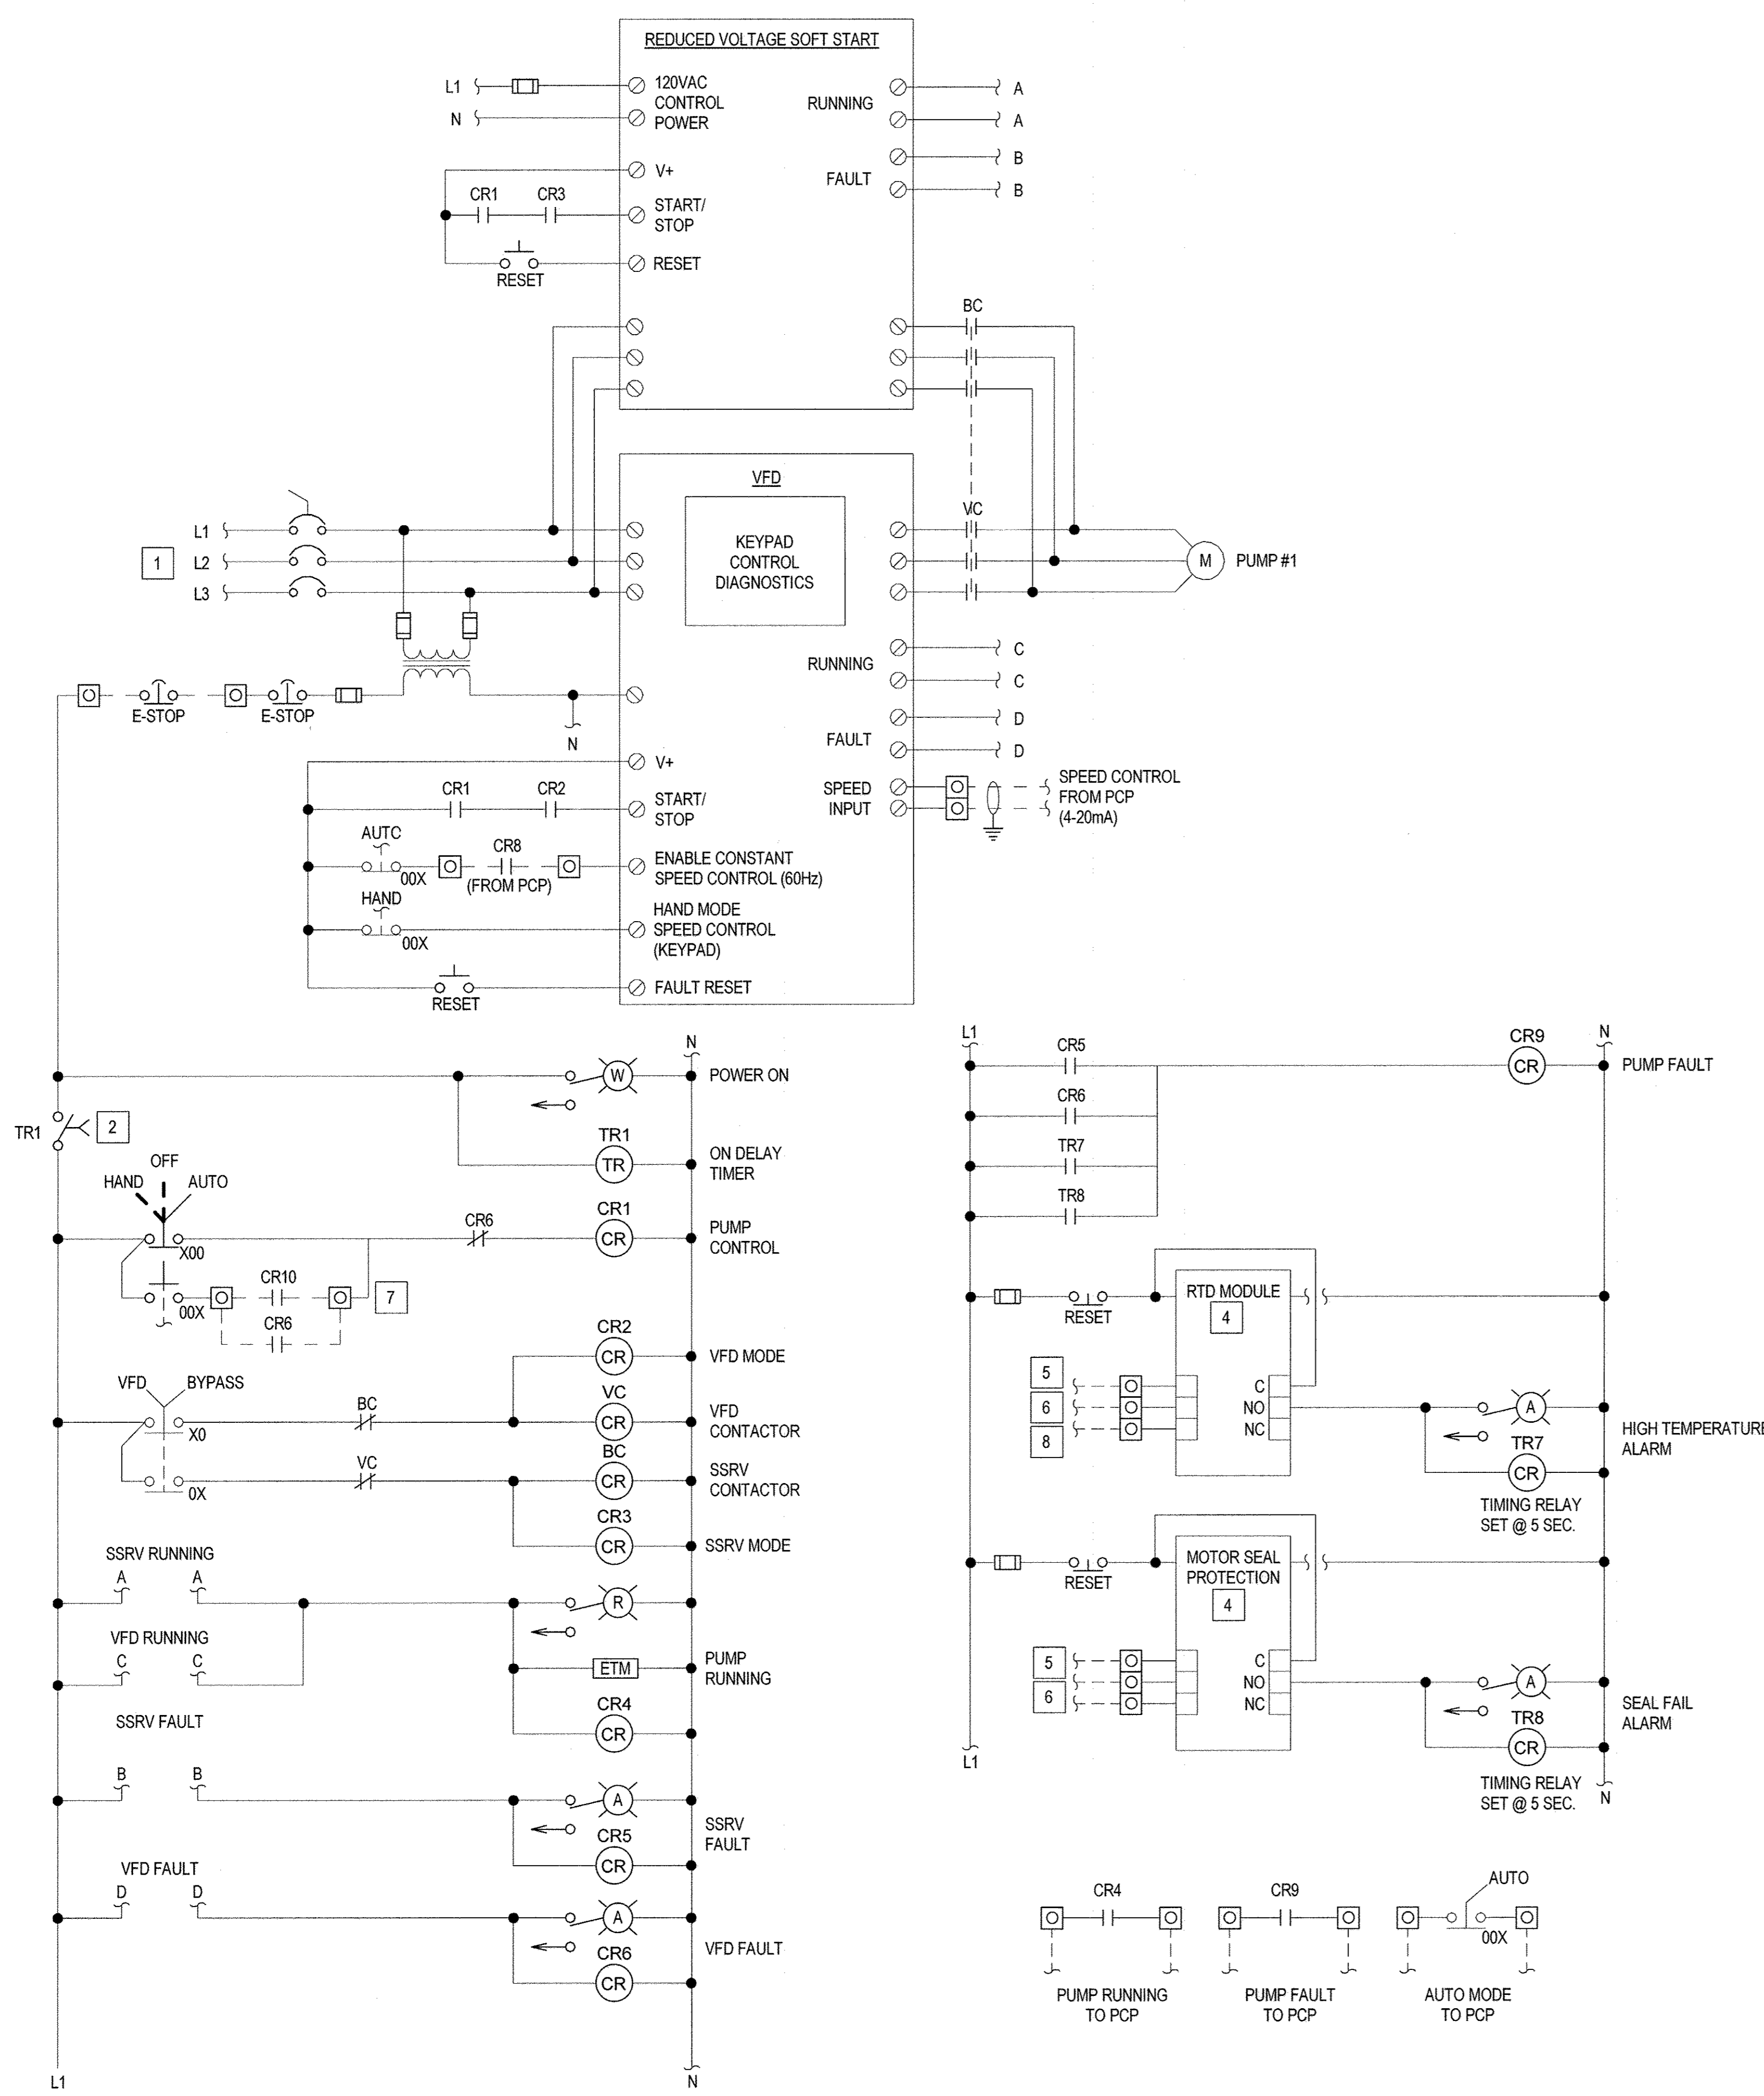 REDUCED VOLTAGE SOFT START
L1
120VAC
CONTROL
POWER
N
RUNNING
A
A
FAULT
B
B
V+
CR1
CR3
START/
STOP
RESET
RESET
BC
VFD
KEYPAD
CONTROL
DIAGNOSTICS
VC
L1
1
L2
L3
M
PUMP #1
RUNNING
C
C
E-STOP
E-STOP
N
FAULT
D
D
V+
SPEED
INPUT
SPEED CONTROL
FROM PCP
(4-20mA)
CR1
CR2
START/
STOP
AUTC
00X
CR8
(FROM PCP)
ENABLE CONSTANT
SPEED CONTROL (60Hz)
HAND
00X
HAND MODE
SPEED CONTROL
(KEYPAD)
RESET
FAULT RESET
N
W
POWER ON
TR1
2
TR1
TR
ON DELAY
TIMER
OFF
HAND
AUTO
X00
CR6
CR1
CR
PUMP
CONTROL
00X
CR10
7
CR6
CR2
CR
VFD MODE
VFD
BYPASS
X0
BC
VC
CR
VFD
CONTACTOR
0X
VC
BC
CR
SSRV
CONTACTOR
CR3
CR
SSRV MODE
SSRV RUNNING
A
A
R
VFD RUNNING
C
C
ETM
PUMP
RUNNING
CR4
CR
SSRV FAULT
B
B
A
SSRV
FAULT
CR5
CR
VFD FAULT
D
D
A
VFD FAULT
CR6
CR
L1
N
L1
CR5
CR9
CR
N
PUMP FAULT
CR6
TR7
TR8
RESET
RTD MODULE
4
5
6
8
C
NO
NC
A
HIGH TEMPERATURE
ALARM
TR7
CR
TIMING RELAY
SET @ 5 SEC.
RESET
MOTOR SEAL
PROTECTION
4
5
6
C
NO
NC
A
SEAL FAIL
ALARM
TR8
CR
TIMING RELAY
SET @ 5 SEC.
L1
N
CR4
PUMP RUNNING
TO PCP
CR9
PUMP FAULT
TO PCP
AUTO
00X
AUTO MODE
TO PCP